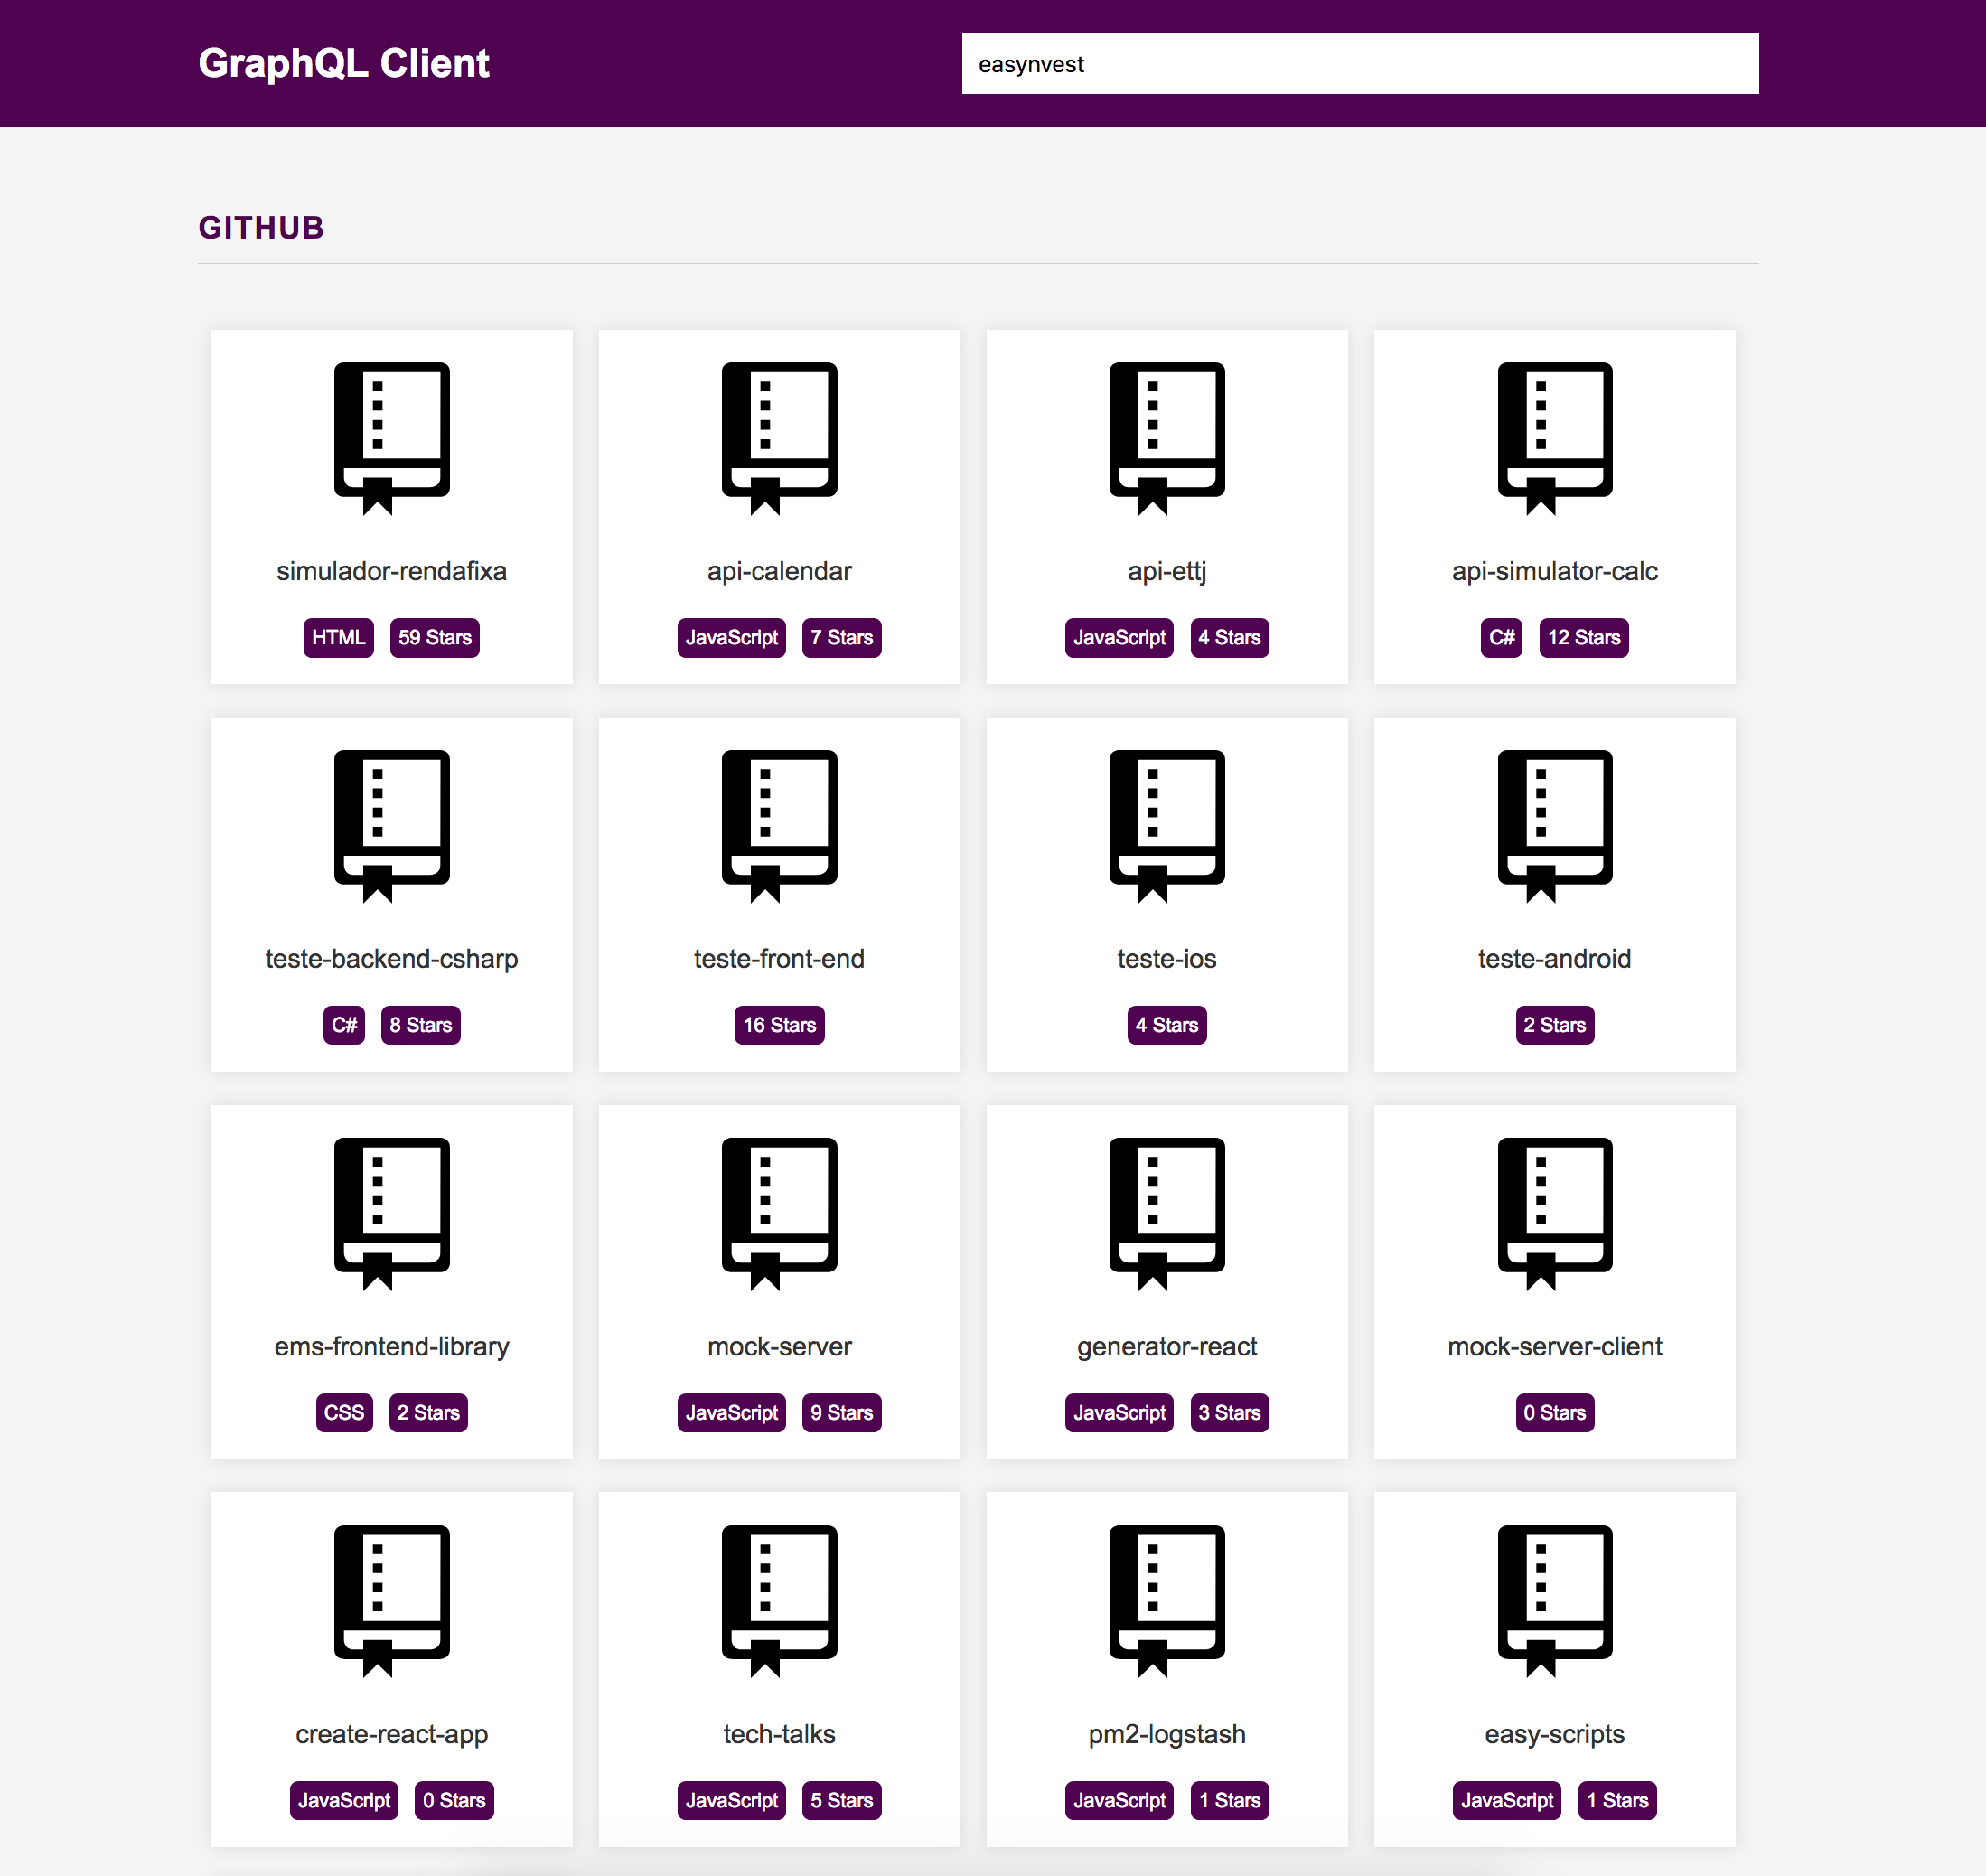 GraphQL Client
easynvest
GITHUB
simulador-rendafixa
HTML 59 Stars
api-calendar
JavaScript 7 Stars
api-ettj
JavaScript 4 Stars
api-simulator-calc
C# 12 Stars
teste-backend-csharp
C# 8 Stars
teste-front-end
16 Stars
teste-ios
4 Stars
teste-android
2 Stars
ems-frontend-library
CSS 2 Stars
mock-server
JavaScript 9 Stars
generator-react
JavaScript 3 Stars
mock-server-client
0 Stars
create-react-app
JavaScript 0 Stars
tech-talks
JavaScript 5 Stars
pm2-logstash
JavaScript 1 Stars
easy-scripts
JavaScript 1 Stars